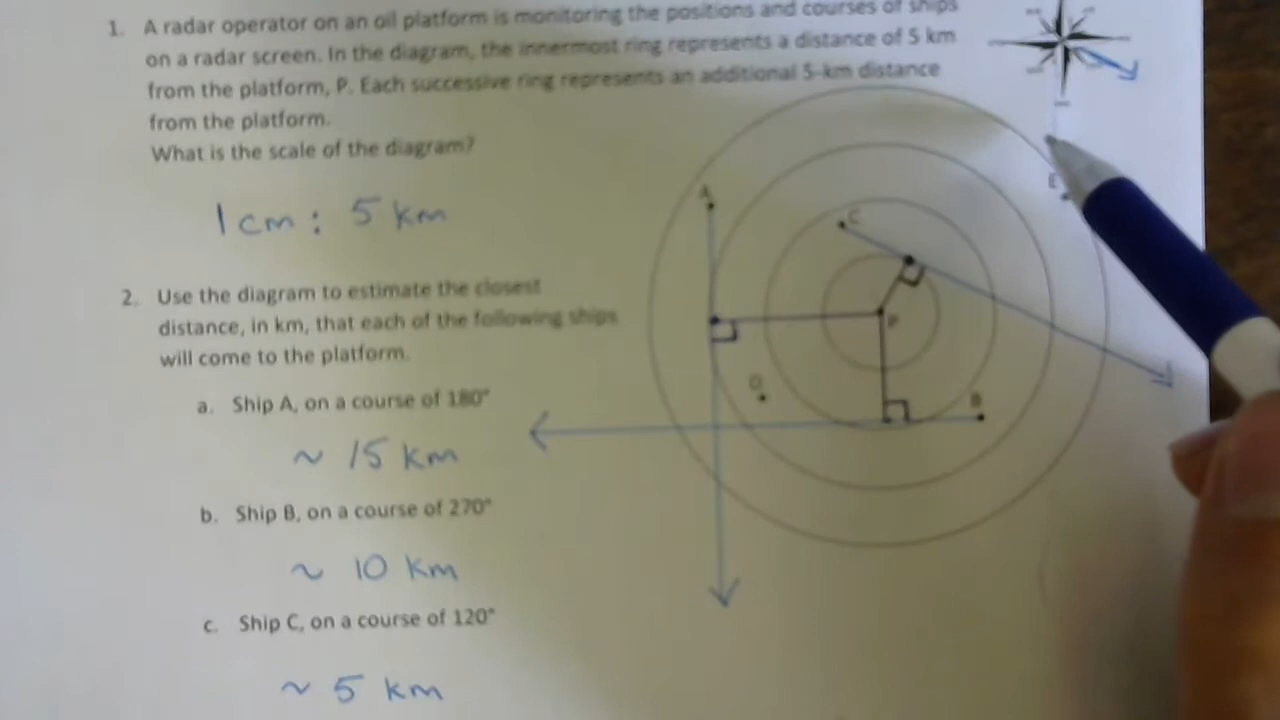 1. A radar operator on an oil platform is monitoring the positions and courses of ships
on a radar screen. In the diagram, the innermost ring represents a distance of 5 km
from the platform, P. Each successive ring represents an additional 5-km distance
from the platform.
What is the scale of the diagram?
1 cm : 5 km
2. Use the diagram to estimate the closest
distance, in km, that each of the following ships
will come to the platform.
a. Ship A, on a course of 180°
~ 15 km
b. Ship B, on a course of 270°
~ 10 km
c. Ship C, on a course of 120°
~ 5 km
A
C
E
P
D
B